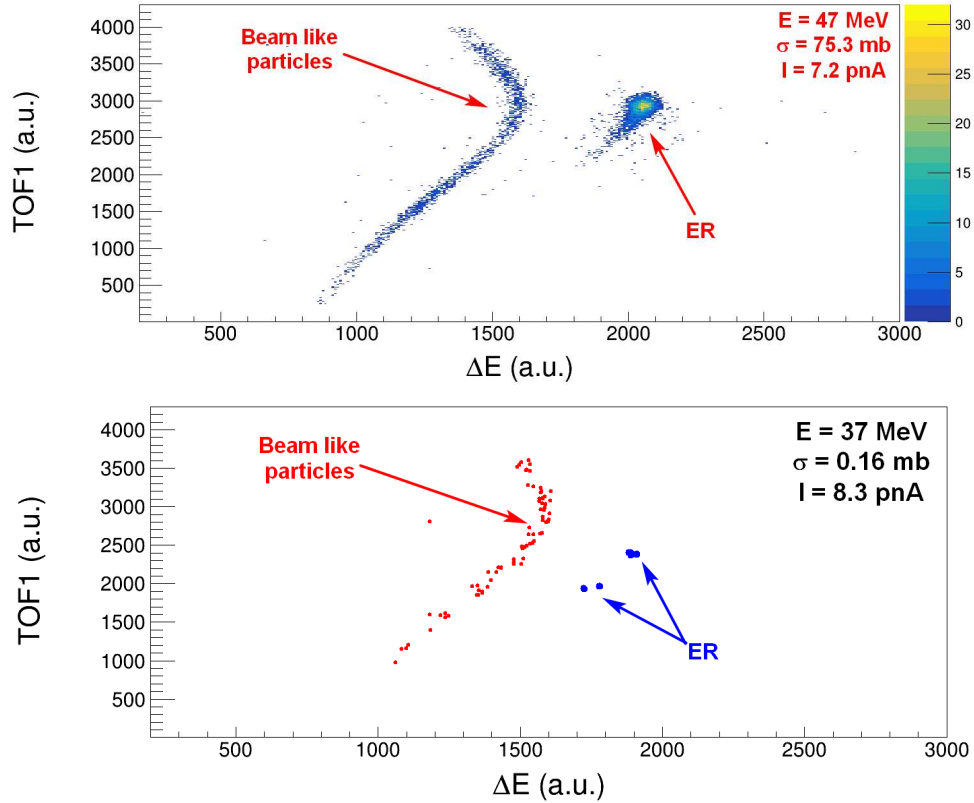 TOF1 (a.u.)
4000
3500
3000
2500
2000
1500
1000
500
Beam like
particles
ER
E = 47 MeV
σ = 75.3 mb
I = 7.2 pnA
30
25
20
15
10
5
0
500 1000 1500 2000 2500 3000
ΔE (a.u.)
TOF1 (a.u.)
4000
3500
3000
2500
2000
1500
1000
500
Beam like
particles
ER
E = 37 MeV
σ = 0.16 mb
I = 8.3 pnA
500 1000 1500 2000 2500 3000
ΔE (a.u.)